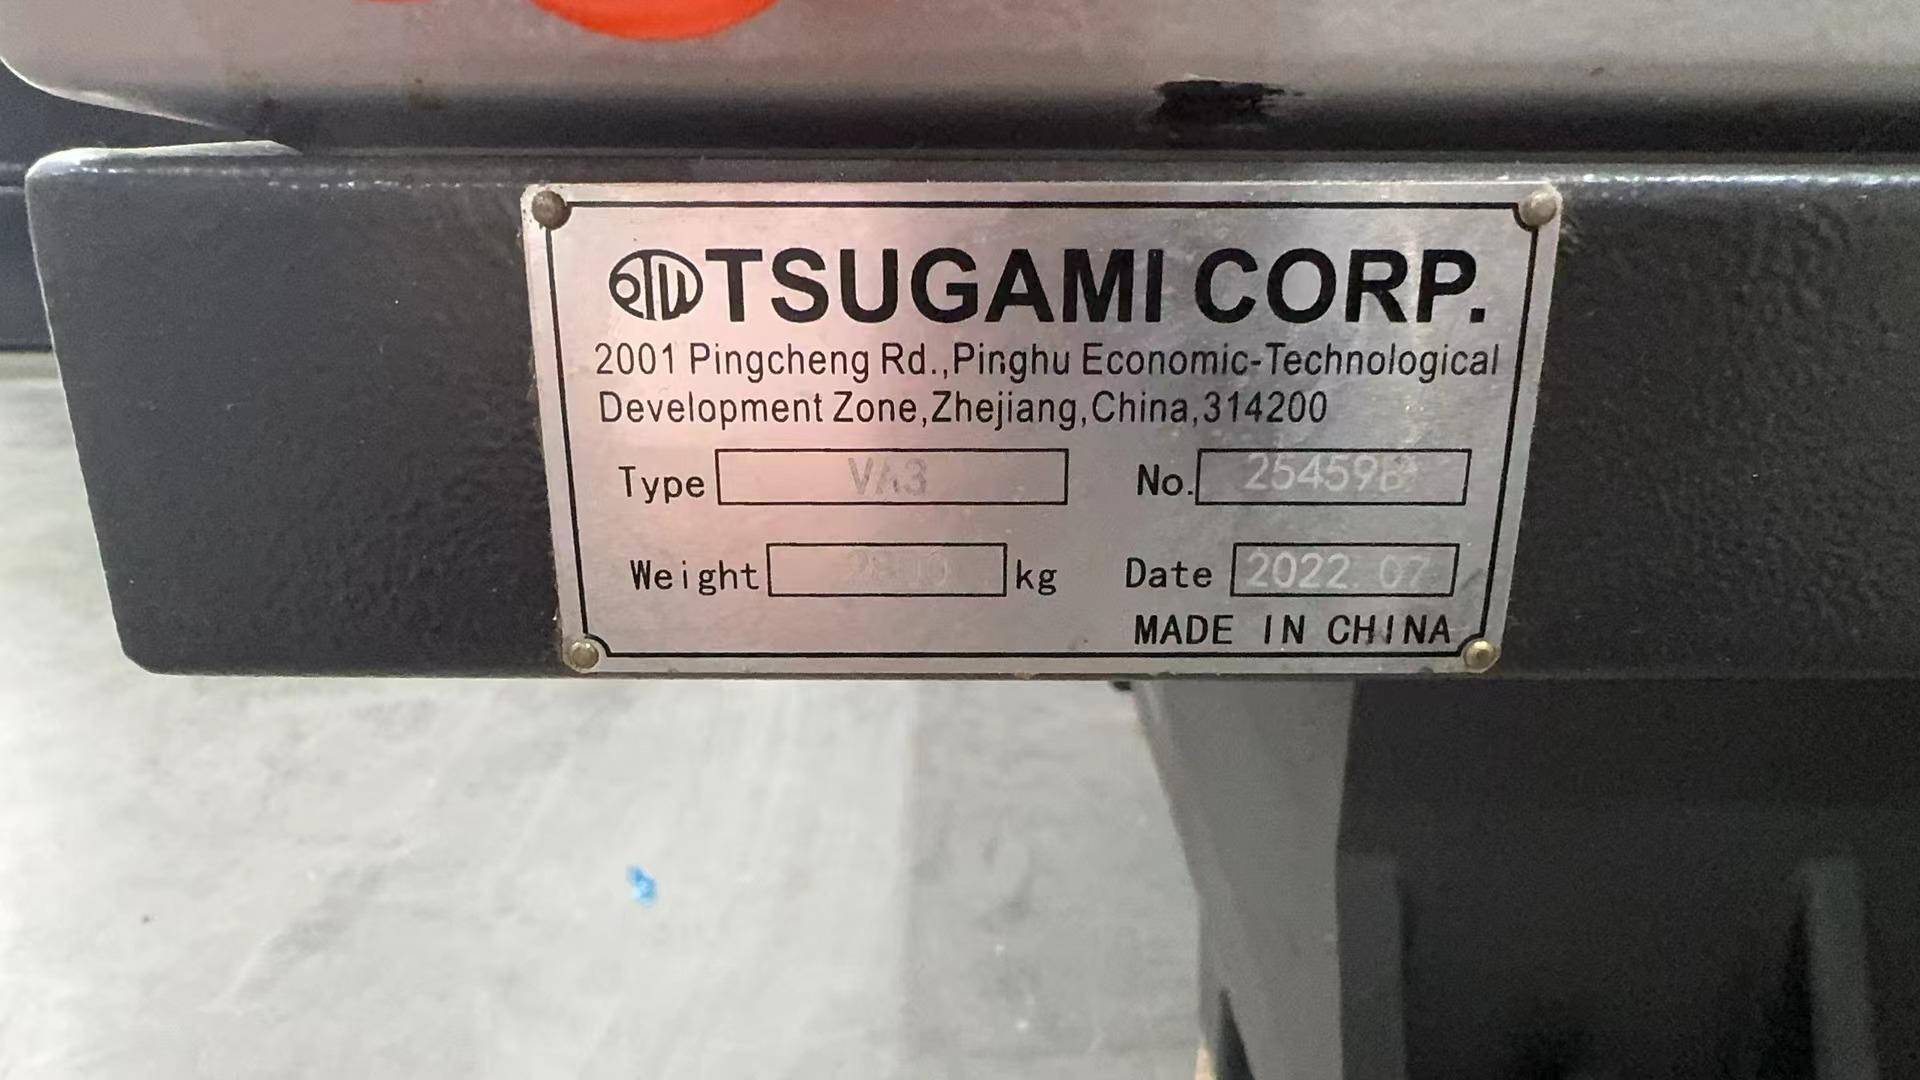 TSUGAMI CORP.
2001 Pingcheng Rd.,Pinghu Economic-Technological
Development Zone,Zhejiang,China,314200
Type VA3 No.
Weight kg Date 2022.07
MADE IN CHINA